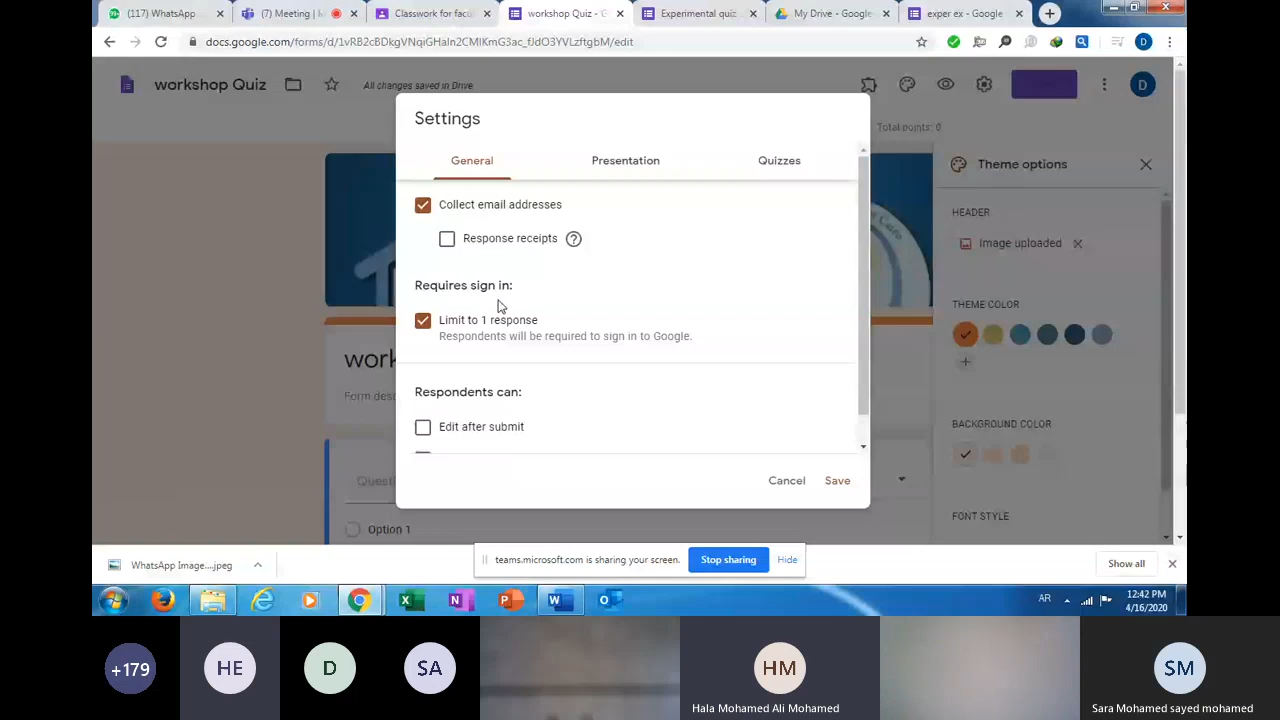 (117) WhatsApp
(7) Meeting |
Classwork for
workshop Quiz - G
Experimental quiz
My Drive - Google
exper ex - Google
docs.google.com/forms/d/
/edit
D
workshop Quiz
All changes saved in Drive
D
Total points: 0
Settings
General
Presentation
Quizzes
Collect email addresses
Response receipts
Requires sign in:
Limit to 1 response
Respondents will be required to sign in to Google.
Respondents can:
Edit after submit
Cancel
Save
Theme options
HEADER
Image uploaded
THEME COLOR
BACKGROUND COLOR
FONT STYLE
work
Form des
Quest
Option 1
WhatsApp Image....jpeg
teams.microsoft.com is sharing your screen.
Stop sharing
Hide
Show all
AR
12:42 PM
4/16/2020
+179
HE
D
SA
HM
Hala Mohamed Ali Mohamed
SM
Sara Mohamed sayed mohamed